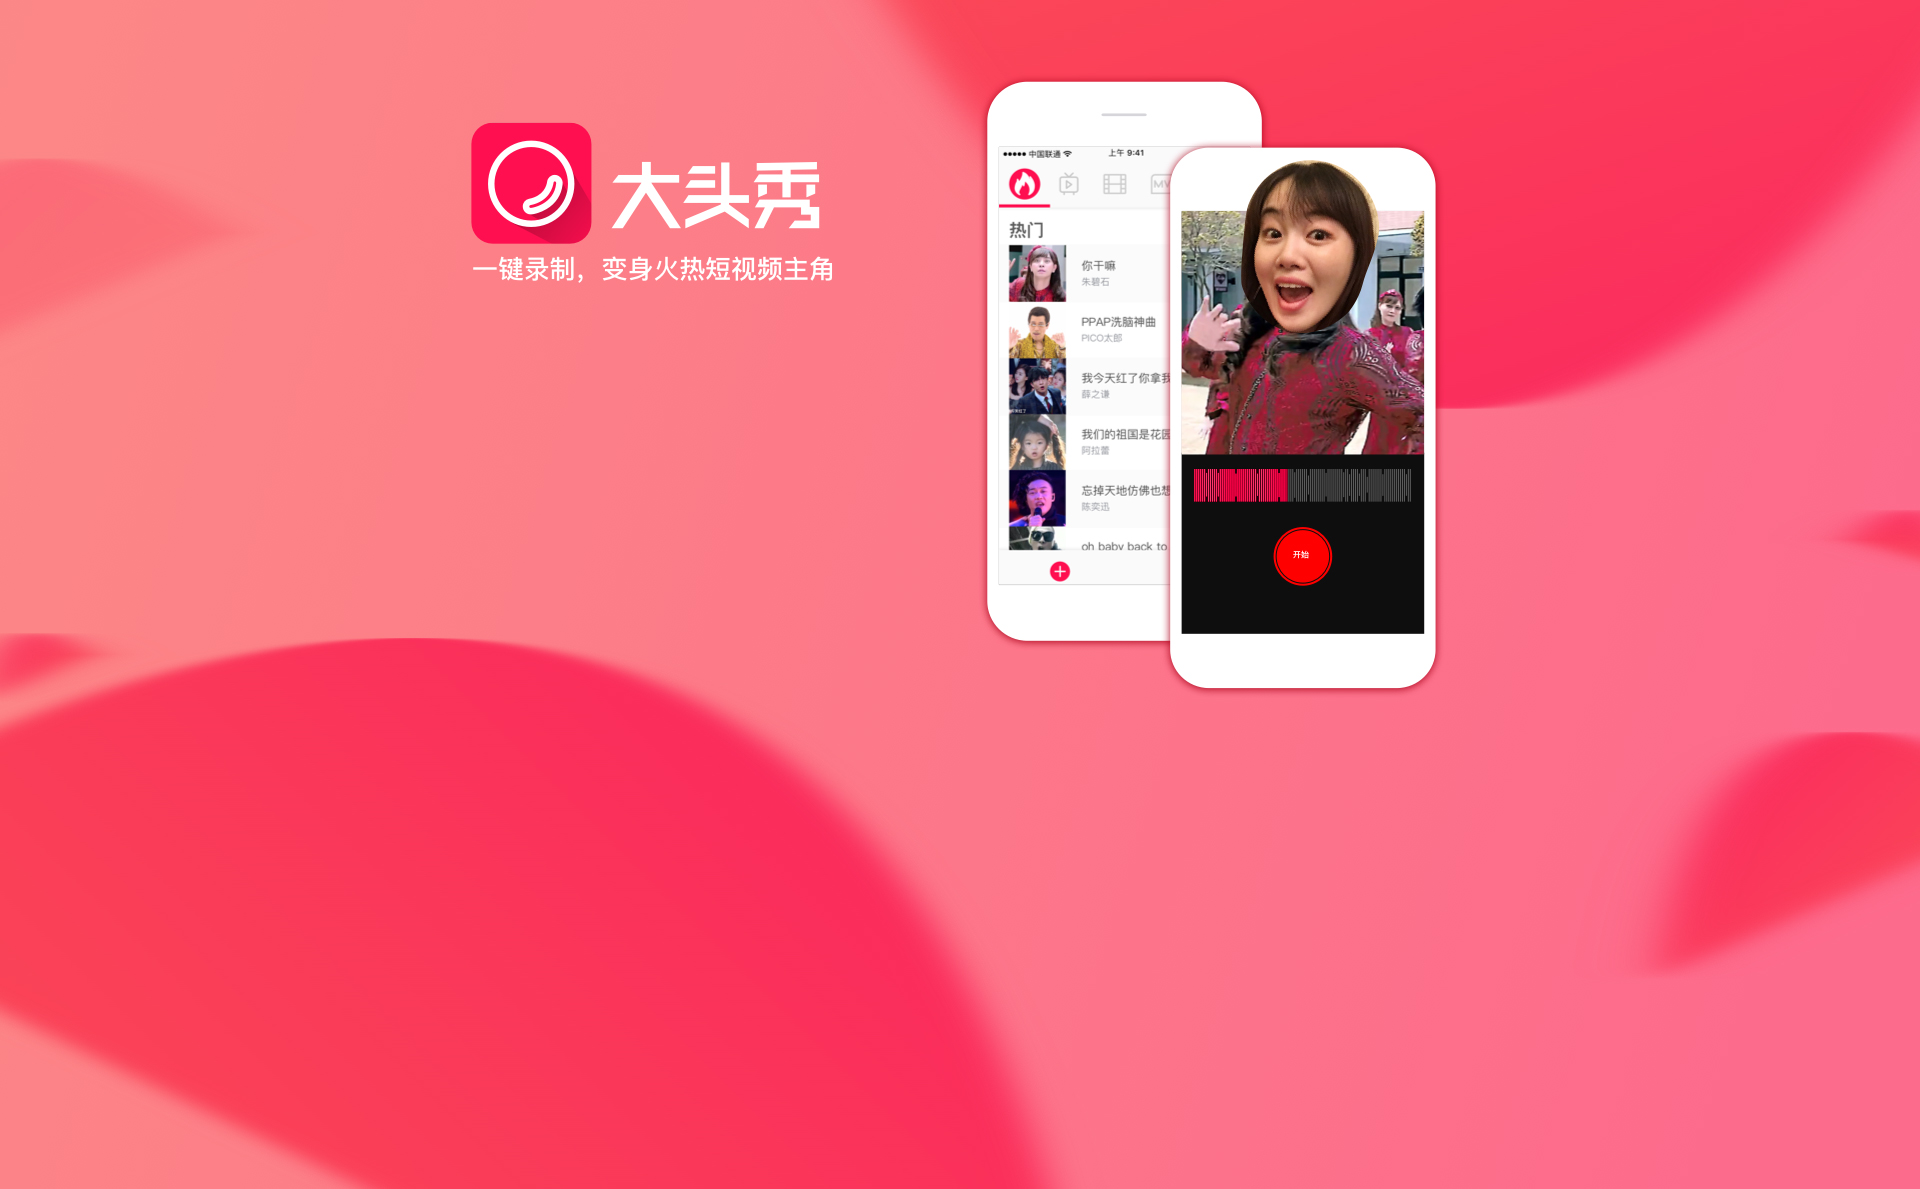 大头秀
一键录制，变身火热短视频主角
中国联通
上午 9:41
MV
热门
你干嘛
朱碧石
PPAP洗脑神曲
PICO太郎
我今天红了你拿我
薛之谦
我们的祖国是花园
阿拉蕾
忘掉天地仿佛也想
陈奕迅
oh baby back to
开始